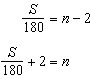 S/180 = n − 2
S/180 + 2 = n